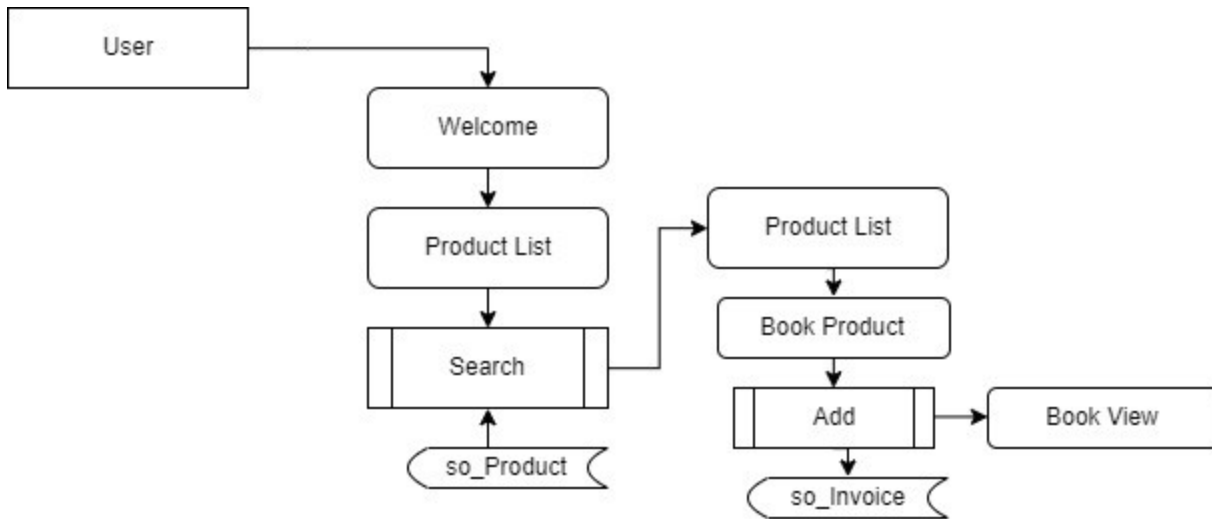 User
Welcome
Product List
Search
so_Product
Product List
Book Product
Add
Book View
so_Invoice